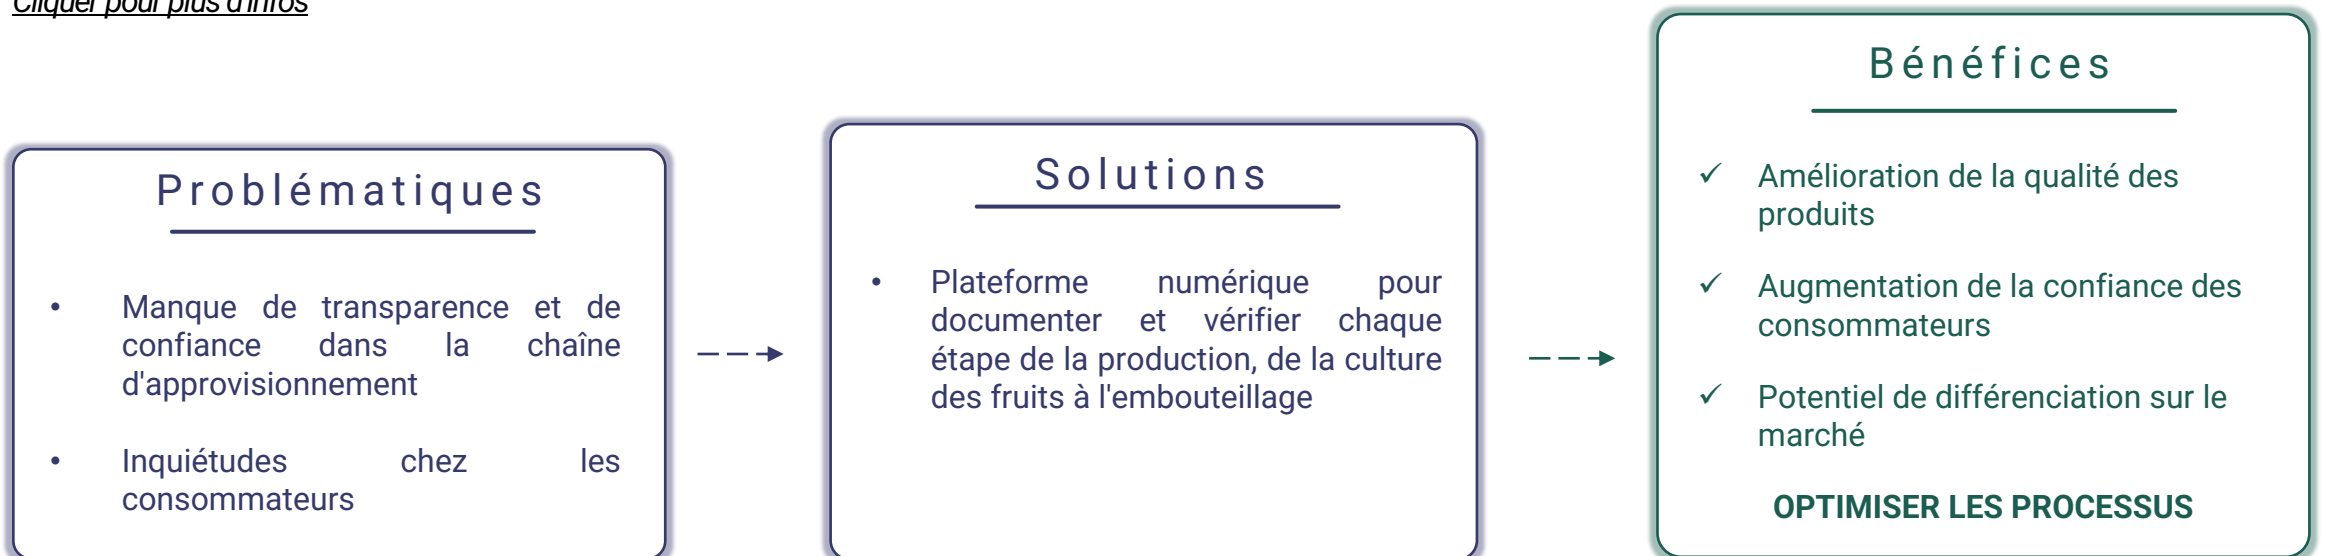 Cliquer pour plus d'infos
Problématiques
• Manque de transparence et de
confiance dans la chaîne
d'approvisionnement
• Inquiétudes chez les
consommateurs
Solutions
• Plateforme numérique pour
documenter et vérifier chaque
étape de la production, de la culture
des fruits à l'embouteillage
Bénéfices
✓ Amélioration de la qualité des
produits
✓ Augmentation de la confiance des
consommateurs
✓ Potentiel de différenciation sur le
marché
OPTIMISER LES PROCESSUS